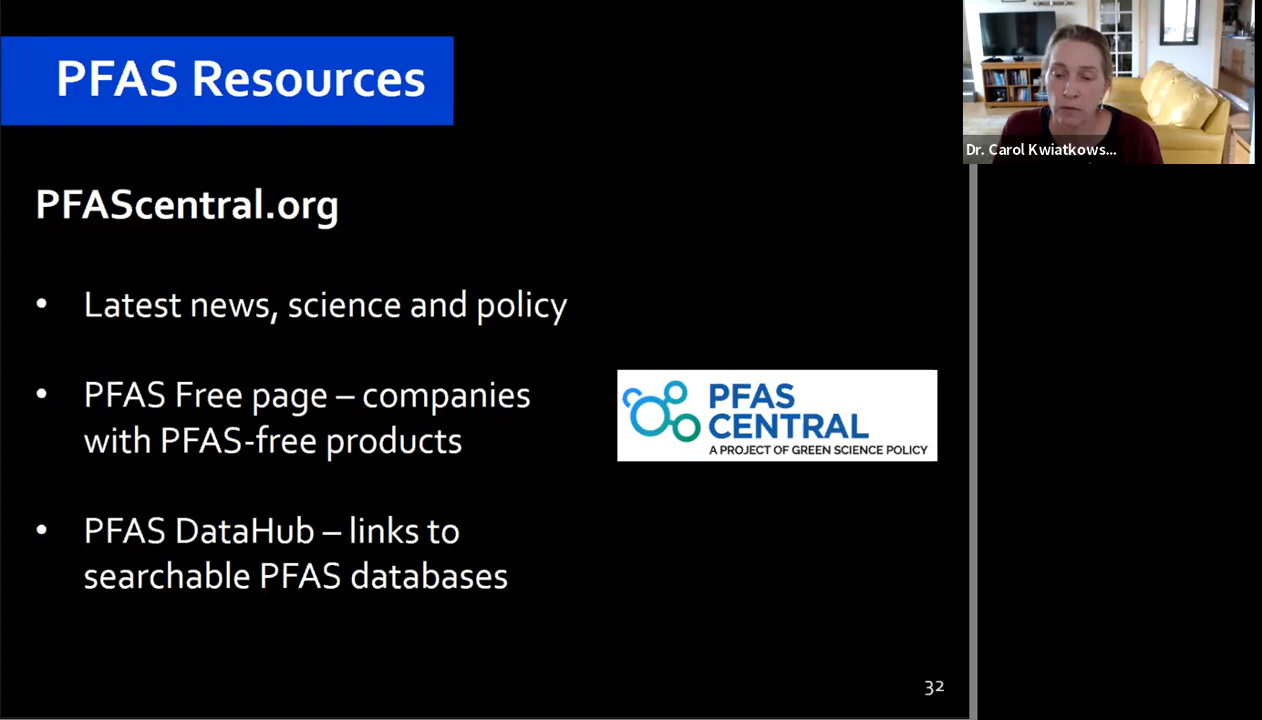 PFAS Resources
Dr. Carol Kwiatkows...
PFAScentral.org
• Latest news, science and policy
• PFAS Free page – companies
with PFAS-free products
PFAS
CENTRAL
A PROJECT OF GREEN SCIENCE POLICY
• PFAS DataHub – links to
searchable PFAS databases
32